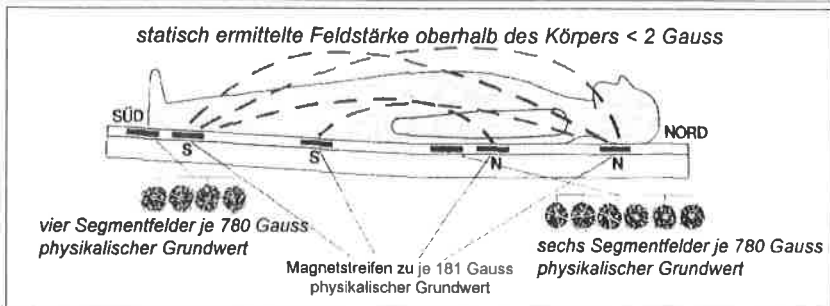 statisch ermittelte Feldstärke oberhalb des Körpers < 2 Gauss
SÜD
NORD
S
S
N
N
vier Segmentfelder je 780 Gauss
physikalischer Grundwert
Magnetstreifen zu je 181 Gauss
physikalischer Grundwert
sechs Segmentfelder je 780 Gauss
physikalischer Grundwert